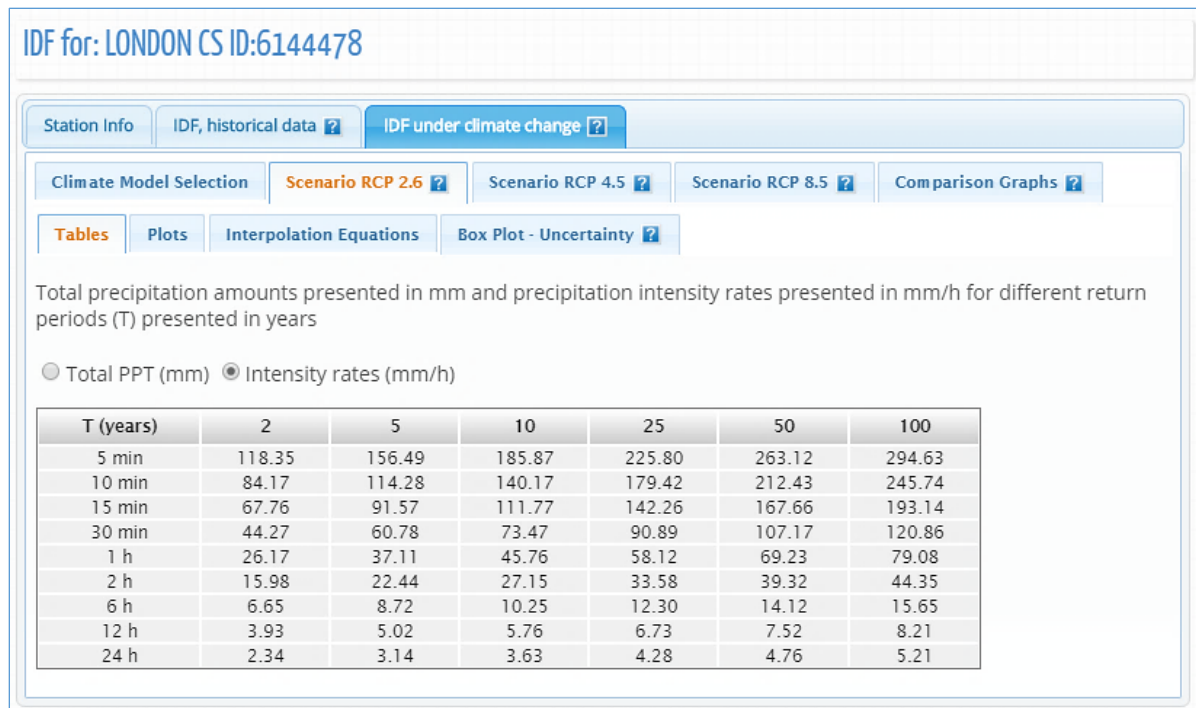 IDF for: LONDON CS ID:6144478
Station Info IDF, historical data ? IDF under climate change ?
Climate Model Selection Scenario RCP 2.6 ? Scenario RCP 4.5 ? Scenario RCP 8.5 ? Comparison Graphs ?
Tables Plots Interpolation Equations Box Plot - Uncertainty ?
Total precipitation amounts presented in mm and precipitation intensity rates presented in mm/h for different return
periods (T) presented in years
Total PPT (mm) Intensity rates (mm/h)
T (years) 2 5 10 25 50 100
5 min 118.35 156.49 185.87 225.80 263.12 294.63
10 min 84.17 114.28 140.17 179.42 212.43 245.74
15 min 67.76 91.57 111.77 142.26 167.66 193.14
30 min 44.27 60.78 73.47 90.89 107.17 120.86
1 h 26.17 37.11 45.76 58.12 69.23 79.08
2 h 15.98 22.44 27.15 33.58 39.32 44.35
6 h 6.65 8.72 10.25 12.30 14.12 15.65
12 h 3.93 5.02 5.76 6.73 7.52 8.21
24 h 2.34 3.14 3.63 4.28 4.76 5.21